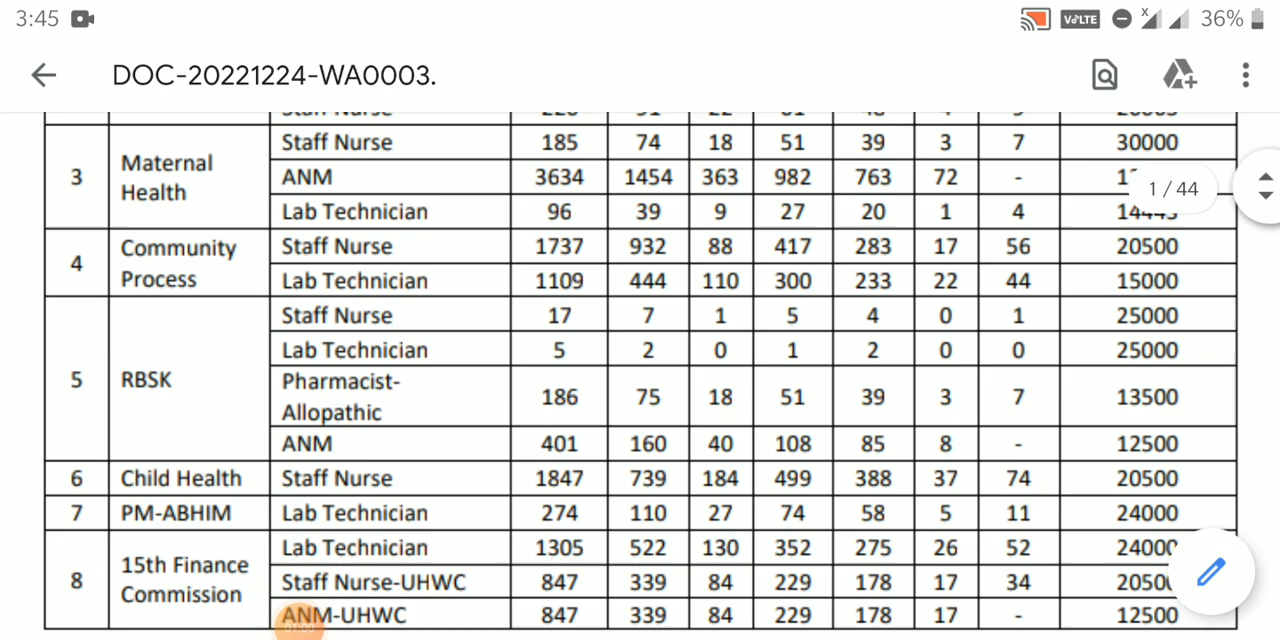 3:45 VoLTE x 36%
DOC-20221224-WA0003.
3 Maternal Health Staff Nurse 185 74 18 51 39 3 7 30000
ANM 3634 1454 363 982 763 72 -
1 / 44
Lab Technician 96 39 9 27 20 1 4
4 Community Process Staff Nurse 1737 932 88 417 283 17 56 20500
Lab Technician 1109 444 110 300 233 22 44 15000
5 RBSK Staff Nurse 17 7 1 5 4 0 1 25000
Lab Technician 5 2 0 1 2 0 0 25000
Pharmacist-Allopathic 186 75 18 51 39 3 7 13500
ANM 401 160 40 108 85 8 - 12500
6 Child Health Staff Nurse 1847 739 184 499 388 37 74 20500
7 PM-ABHIM Lab Technician 274 110 27 74 58 5 11 24000
8 15th Finance Commission Lab Technician 1305 522 130 352 275 26 52 24000
Staff Nurse-UHWC 847 339 84 229 178 17 34 20500
ANM-UHWC 847 339 84 229 178 17 - 12500
01:00